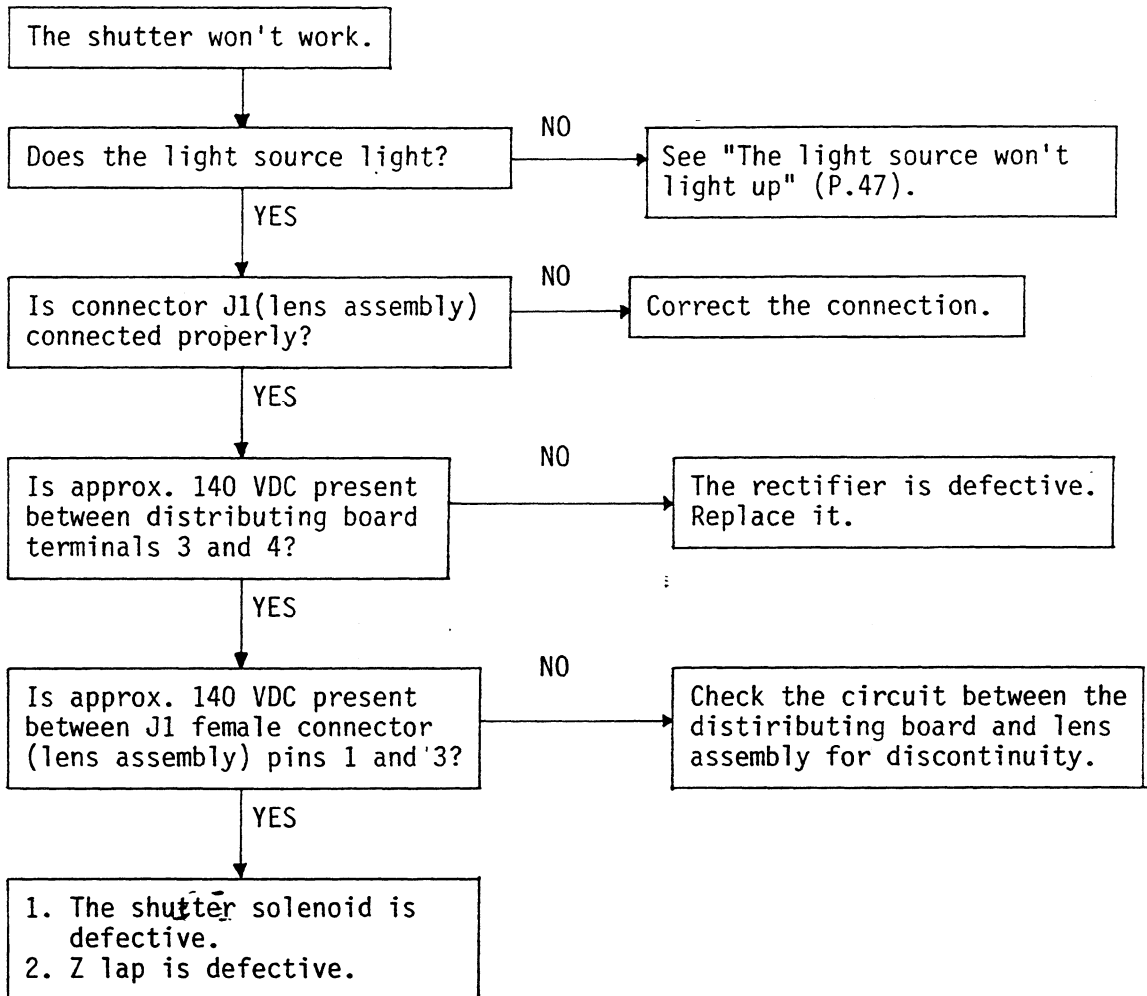 The shutter won't work.
Does the light source light?
NO
See "The light source won't
light up" (P.47).
YES
Is connector J1(lens assembly)
connected properly?
NO
Correct the connection.
YES
Is approx. 140 VDC present
between distributing board
terminals 3 and 4?
NO
The rectifier is defective.
Replace it.
YES
Is approx. 140 VDC present
between J1 female connector
(lens assembly) pins 1 and 3?
NO
Check the circuit between the
distiributing board and lens
assembly for discontinuity.
YES
1. The shutter solenoid is
defective.
2. Z lap is defective.